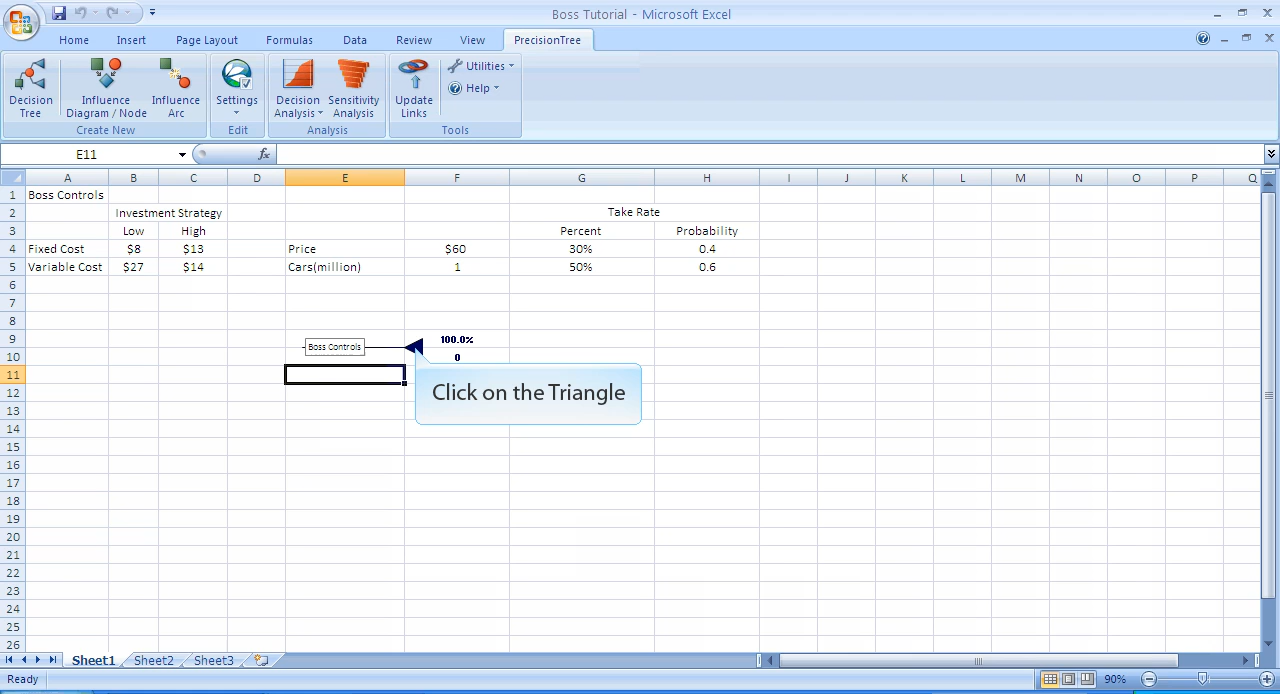 Boss Tutorial - Microsoft Excel
Home Insert Page Layout Formulas Data Review View PrecisionTree
Decision Tree
Influence Diagram / Node
Influence Arc
Create New
Settings
Edit
Decision Analysis
Sensitivity Analysis
Analysis
Update Links
Utilities
Help
Tools
E11 fx
A B C D E F G H I J K L M N O P Q
1 Boss Controls
2 Investment Strategy Take Rate
3 Low High Percent Probability
4 Fixed Cost $8 $13 Price $60 30% 0.4
5 Variable Cost $27 $14 Cars(million) 1 50% 0.6
6
7
8
9 Boss Controls 100.0%
10 0
11
12 Click on the Triangle
13
14
15
16
17
18
19
20
21
22
23
24
25
26
Sheet1 Sheet2 Sheet3
Ready 90%